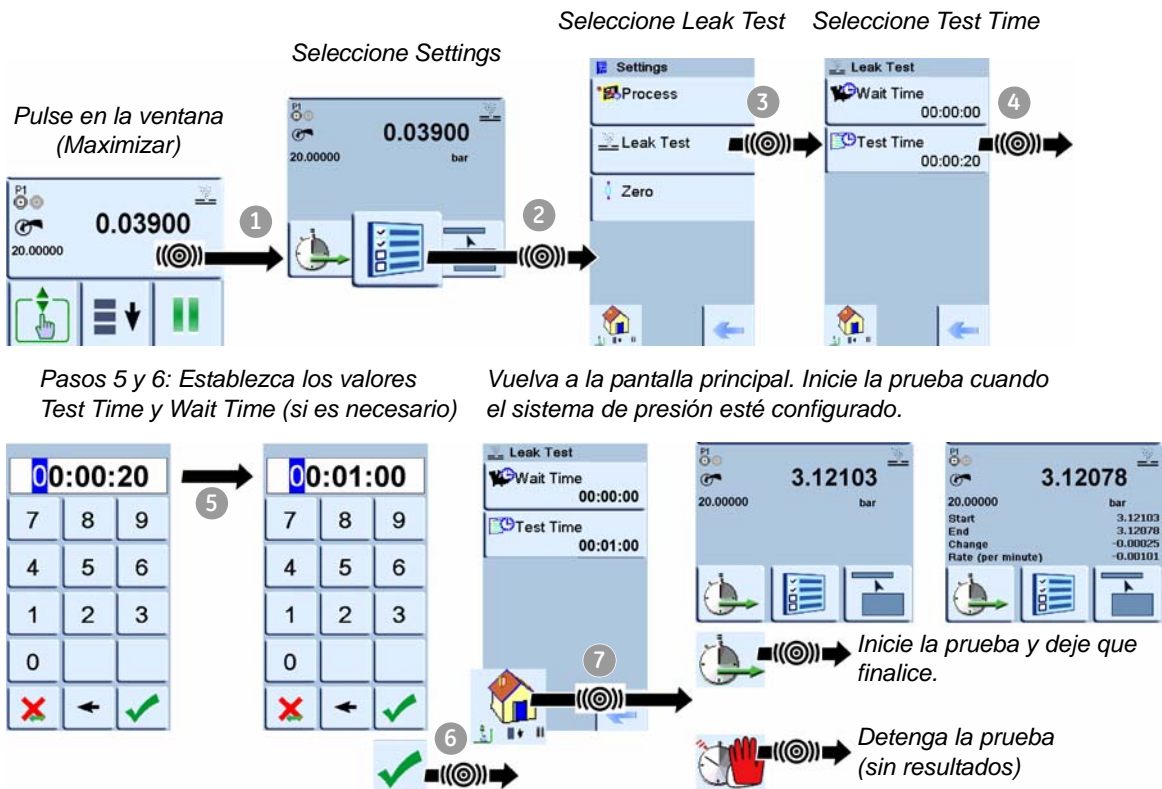 Seleccione Leak Test
Seleccione Test Time
Seleccione Settings
Pulse en la ventana
(Maximizar)
P1
0.03900
20.00000
1
P1
0.03900
20.00000
bar
2
Settings
Process
Leak Test
Zero
3
Leak Test
Wait Time
00:00:00
Test Time
00:00:20
4
Pasos 5 y 6: Establezca los valores
Test Time y Wait Time (si es necesario)
Vuelva a la pantalla principal. Inicie la prueba cuando
el sistema de presión esté configurado.
00:00:20
7 8 9
4 5 6
1 2 3
0
5
00:01:00
7 8 9
4 5 6
1 2 3
0
6
Leak Test
Wait Time
00:00:00
Test Time
00:01:00
7
P1
3.12103
20.00000
bar
P1
3.12078
20.00000
bar
Start 3.12103
End 3.12078
Change -0.00025
Rate (per minute) -0.00101
Inicie la prueba y deje que
finalice.
Detenga la prueba
(sin resultados)